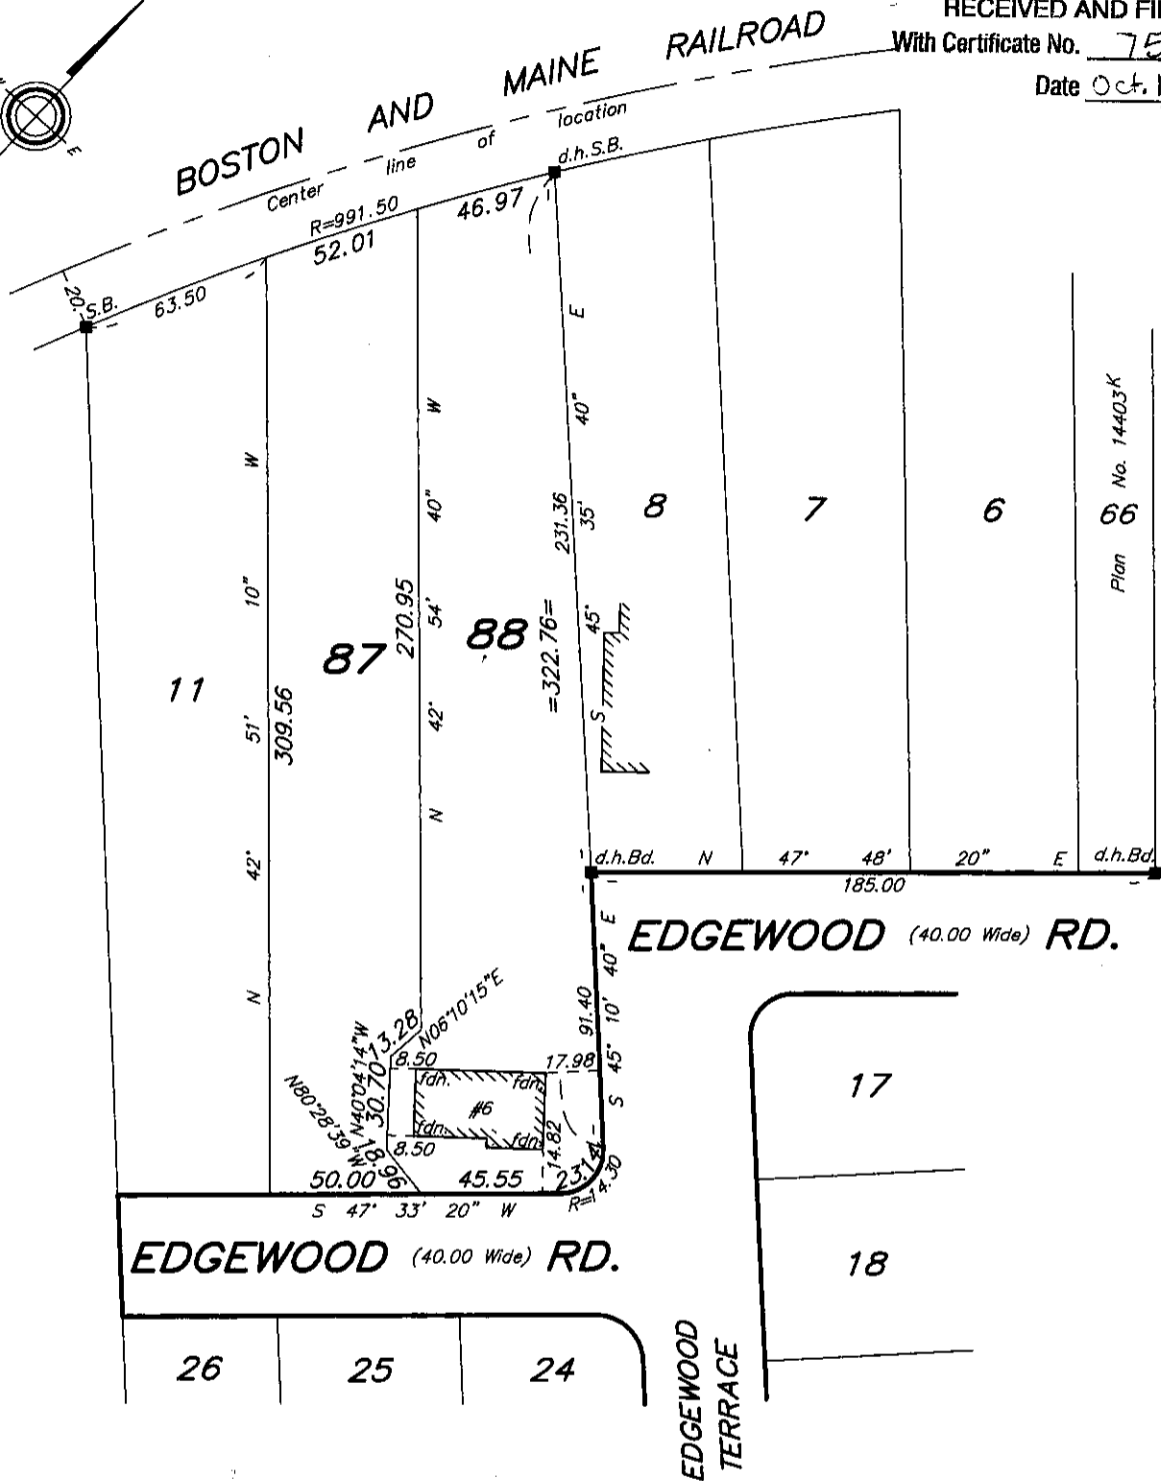 RECEIVED AND FI
With Certificate No. 75
Date Oct.
BOSTON AND MAINE RAILROAD
Center line of location
20.
S.B.
63.50
R=991.50
52.01
46.97
d.h.S.B.
11
N 42° 51' 10" W
309.56
87
270.95
N 42° 54' 40" W
88
231.36
=322.76=
S 45° 35' 40" E
8
7
6
66
Plan No. 14403K
d.h.Bd.
N 47° 48' 20" E
d.h.Bd.
185.00
EDGEWOOD (40.00 Wide) RD.
S 45° 10' 40" E
91.40
N06°10'15"E
13.28
N40°04'14"W
30.70
N80°28'39"W
18.96
8.50
17.98
fdn.
fdn.
#6
fdn.
fdn.
8.50
14.82
50.00
45.55
23.14
R=14.30
S 47° 33' 20" W
EDGEWOOD (40.00 Wide) RD.
17
18
26
25
24
EDGEWOOD
TERRACE
E